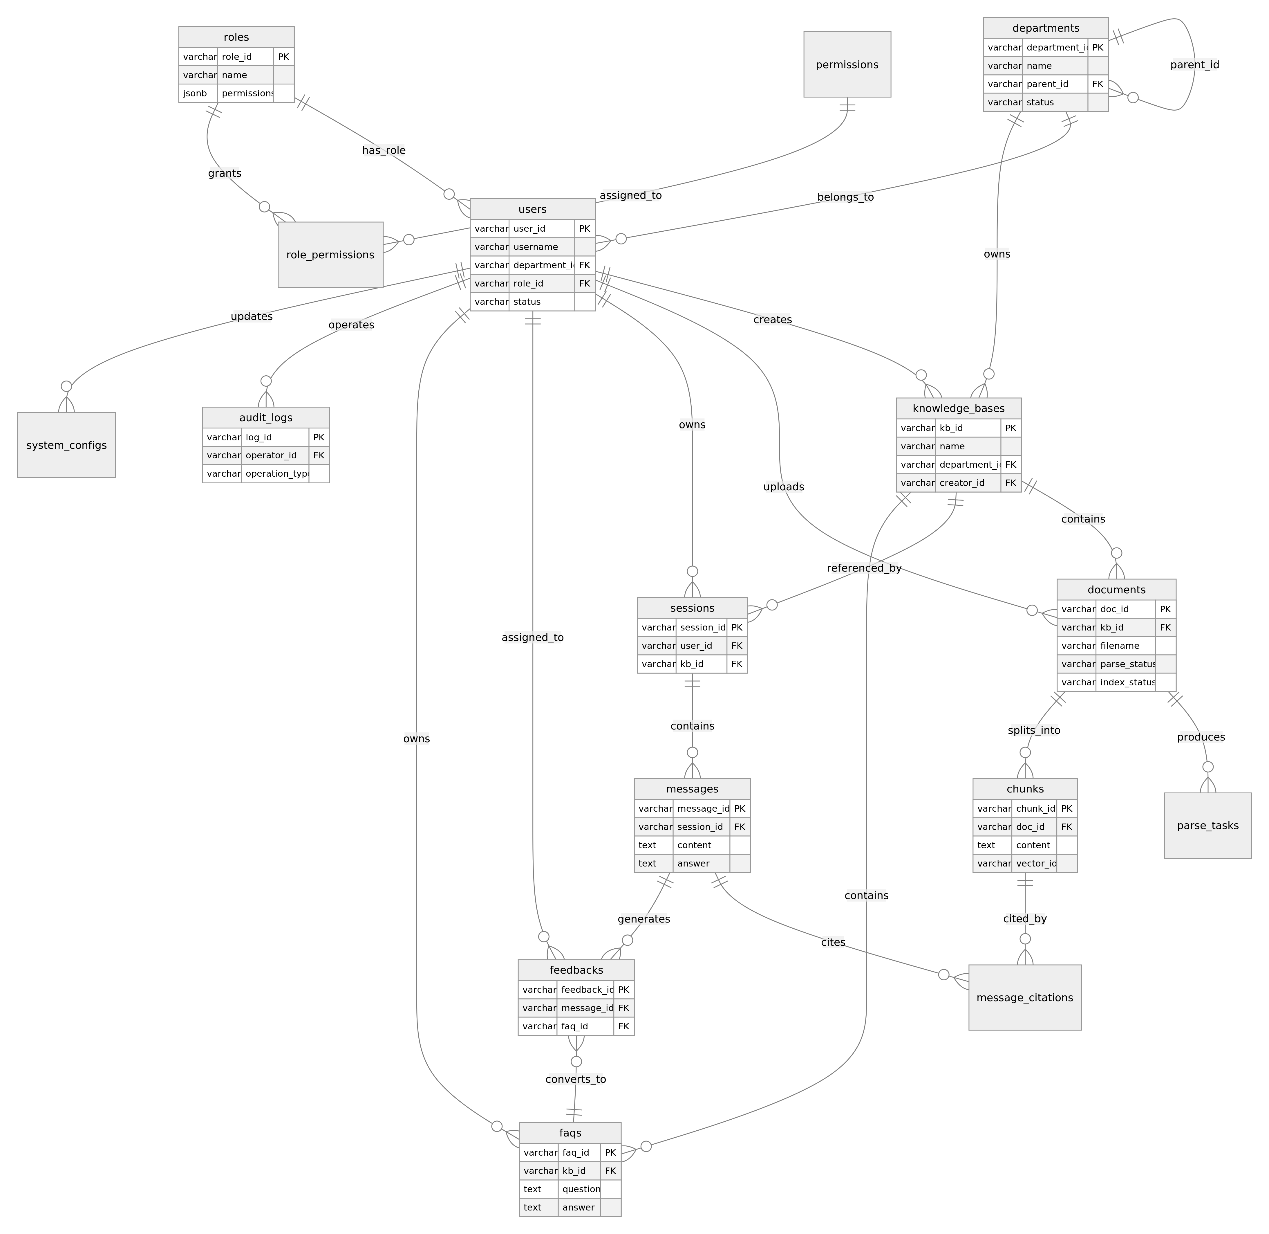 roles
varchar role_id PK
varchar name
jsonb permissions
departments
varchar department_i PK
varchar name
varchar parent_id FK
varchar status
permissions
parent_id
has_role
grants
assigned_to
belongs_to
users
varchar user_id PK
varchar username
varchar department_i FK
varchar role_id FK
varchar status
role_permissions
owns
updates
operates
creates
system_configs
audit_logs
varchar log_id PK
varchar operator_id FK
varchar operation_typ
owns
knowledge_bases
varchar kb_id PK
varchar name
varchar department_i FK
varchar creator_id FK
uploads
contains
referenced_by
sessions
varchar session_id PK
varchar user_id FK
varchar kb_id FK
documents
varchar doc_id PK
varchar kb_id FK
varchar filename
varchar parse_status
varchar index_status
assigned_to
owns
contains
splits_into
produces
messages
varchar message_id PK
varchar session_id FK
text content
text answer
chunks
varchar chunk_id PK
varchar doc_id FK
text content
varchar vector_id
parse_tasks
contains
generates
cites
cited_by
feedbacks
varchar feedback_id PK
varchar message_id FK
varchar faq_id FK
message_citations
converts_to
faqs
varchar faq_id PK
varchar kb_id FK
text question
text answer